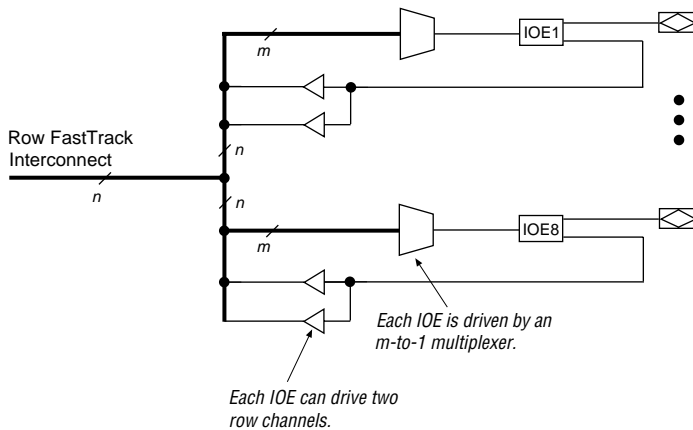 m
IOE1
n
Row FastTrack
Interconnect
n
n
m
IOE8
Each IOE is driven by an
m-to-1 multiplexer.
Each IOE can drive two
row channels.